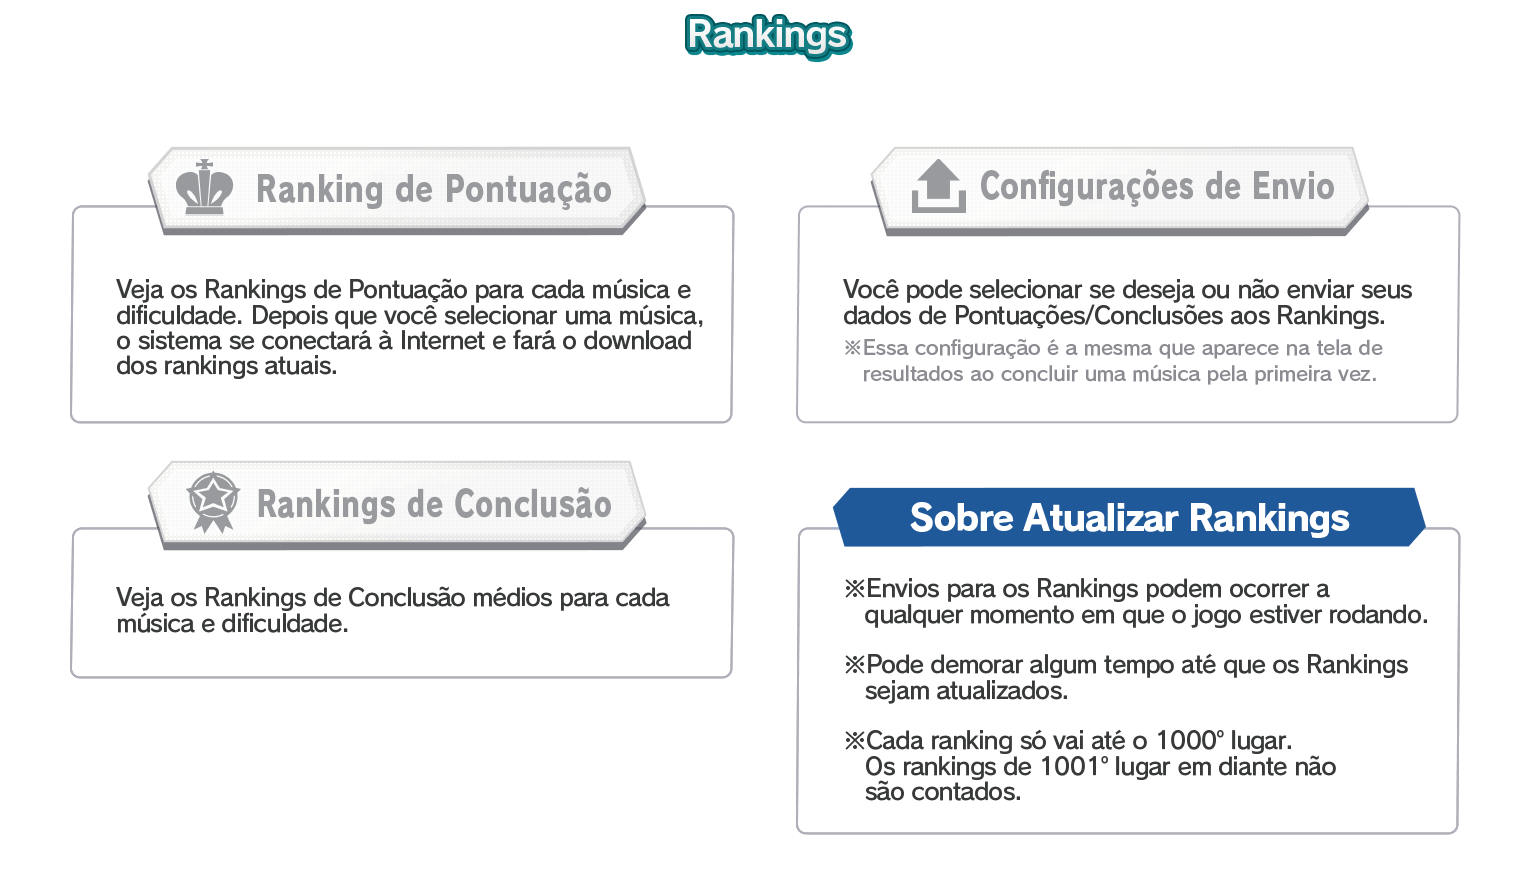 Rankings
Ranking de Pontuação
Veja os Rankings de Pontuação para cada música e
dificuldade. Depois que você selecionar uma música,
o sistema se conectará à Internet e fará o download
dos rankings atuais.
Configurações de Envio
Você pode selecionar se deseja ou não enviar seus
dados de Pontuações/Conclusões aos Rankings.
※Essa configuração é a mesma que aparece na tela de
resultados ao concluir uma música pela primeira vez.
Rankings de Conclusão
Veja os Rankings de Conclusão médios para cada
música e dificuldade.
Sobre Atualizar Rankings
※Envios para os Rankings podem ocorrer a
qualquer momento em que o jogo estiver rodando.
※Pode demorar algum tempo até que os Rankings
sejam atualizados.
※Cada ranking só vai até o 1000° lugar.
Os rankings de 1001° lugar em diante não
são contados.